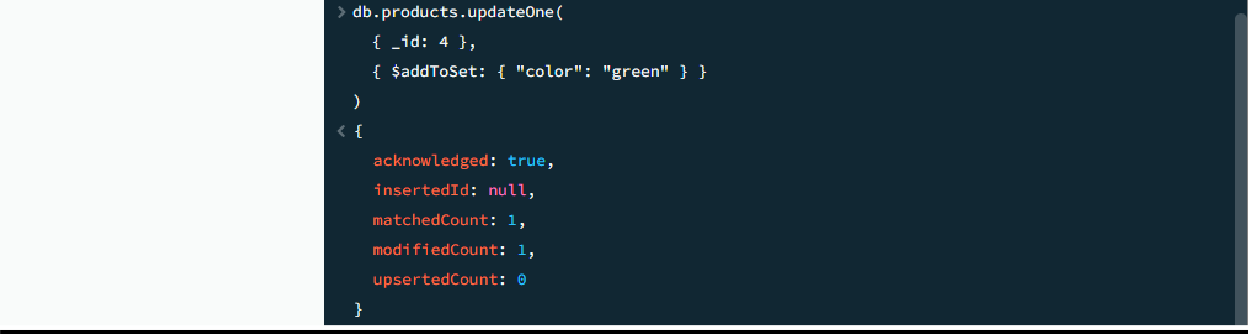 > db.products.updateOne(
{ _id: 4 },
{ $addToSet: { "color": "green" } }
)
< {
acknowledged: true,
insertedId: null,
matchedCount: 1,
modifiedCount: 1,
upsertedCount: 0
}